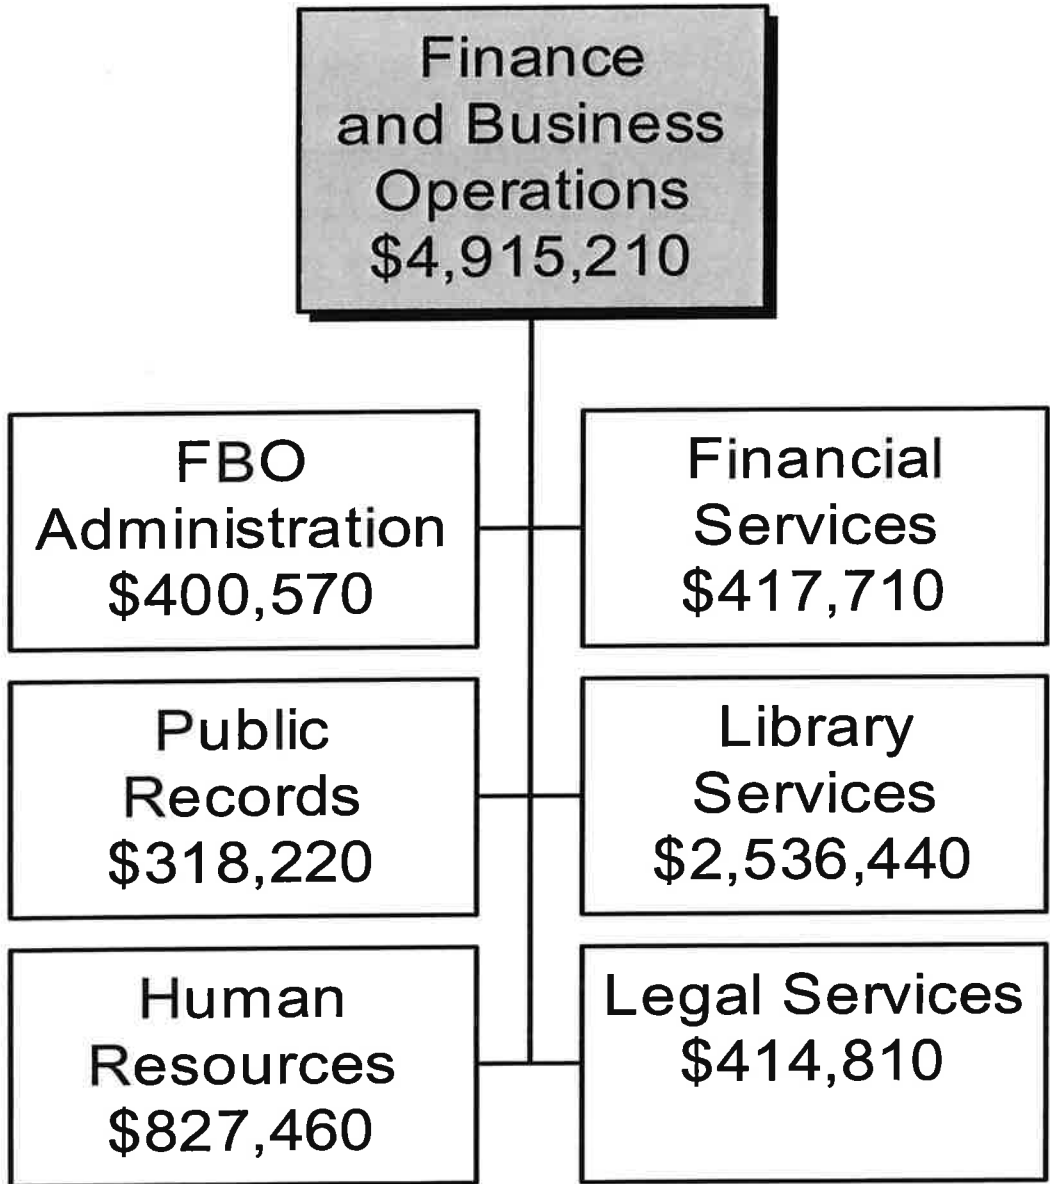 Finance
and Business
Operations
$4,915,210
FBO
Administration
$400,570
Financial
Services
$417,710
Public
Records
$318,220
Library
Services
$2,536,440
Human
Resources
$827,460
Legal Services
$414,810